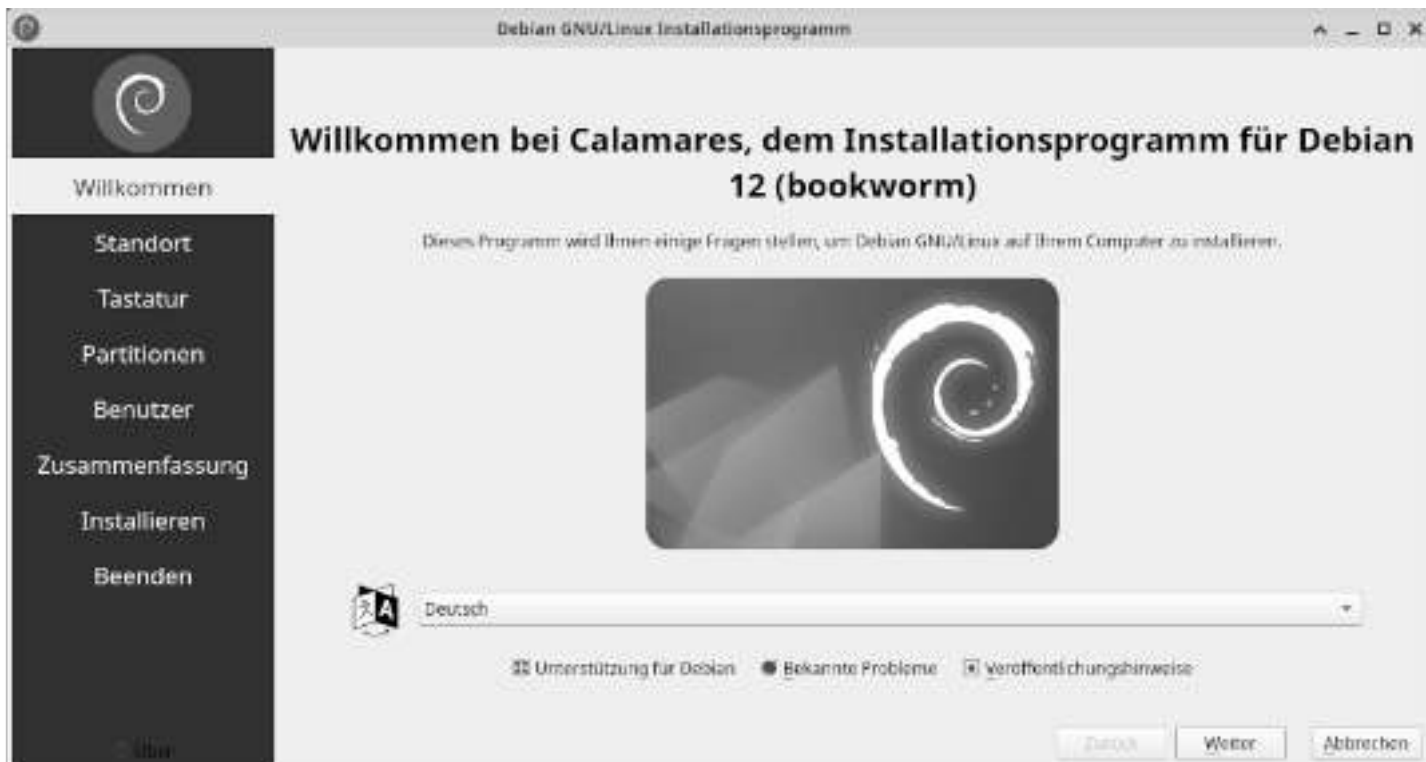 Debian GNU/Linux Installationsprogramm
Willkommen bei Calamares, dem Installationsprogramm für Debian
12 (bookworm)
Dieses Programm wird Ihnen einige Fragen stellen, um Debian GNU/Linux auf Ihrem Computer zu installieren.
Willkommen
Standort
Tastatur
Partitionen
Benutzer
Zusammenfassung
Installieren
Beenden
Deutsch
Unterstützung für Debian Bekannte Probleme Veröffentlichungshinweise
Über
Zurück Weiter Abbrechen